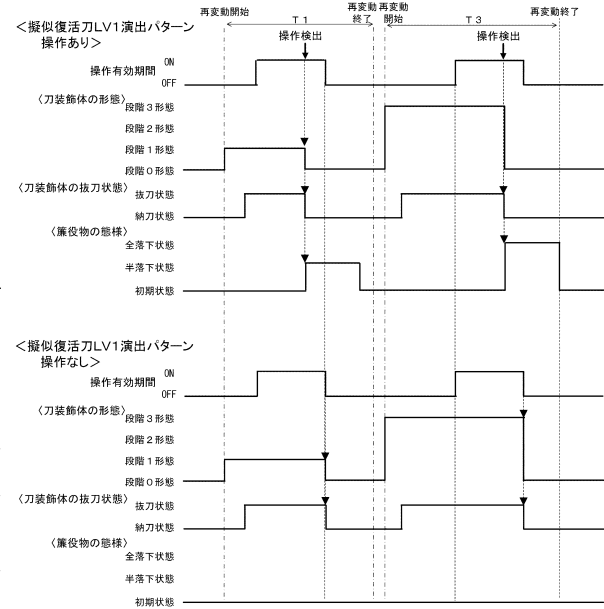 再変動開始
再変動終了
再変動開始
再変動終了
T1
T3
<擬似復活刀LV1演出パターン
操作あり>
操作検出
操作検出
操作有効期間
ON
OFF
〈刀装飾体の形態〉
段階3形態
段階2形態
段階1形態
段階0形態
〈刀装飾体の抜刀状態〉
抜刀状態
納刀状態
〈簾役物の態様〉
全落下状態
半落下状態
初期状態
<擬似復活刀LV1演出パターン
操作なし>
操作有効期間
ON
OFF
〈刀装飾体の形態〉
段階3形態
段階2形態
段階1形態
段階0形態
〈刀装飾体の抜刀状態〉
抜刀状態
納刀状態
〈簾役物の態様〉
全落下状態
半落下状態
初期状態